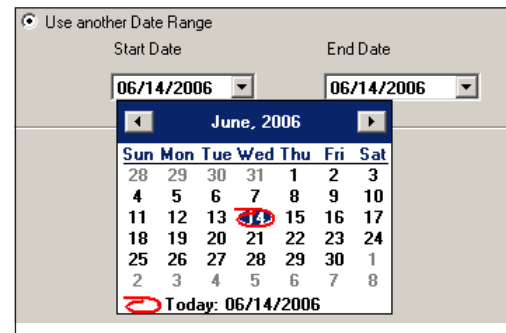 Use another Date Range
Start Date End Date
06/14/2006 06/14/2006
June, 2006
Sun Mon Tue Wed Thu Fri Sat
28 29 30 31 1 2 3
4 5 6 7 8 9 10
11 12 13 14 15 16 17
18 19 20 21 22 23 24
25 26 27 28 29 30 1
2 3 4 5 6 7 8
Today: 06/14/2006